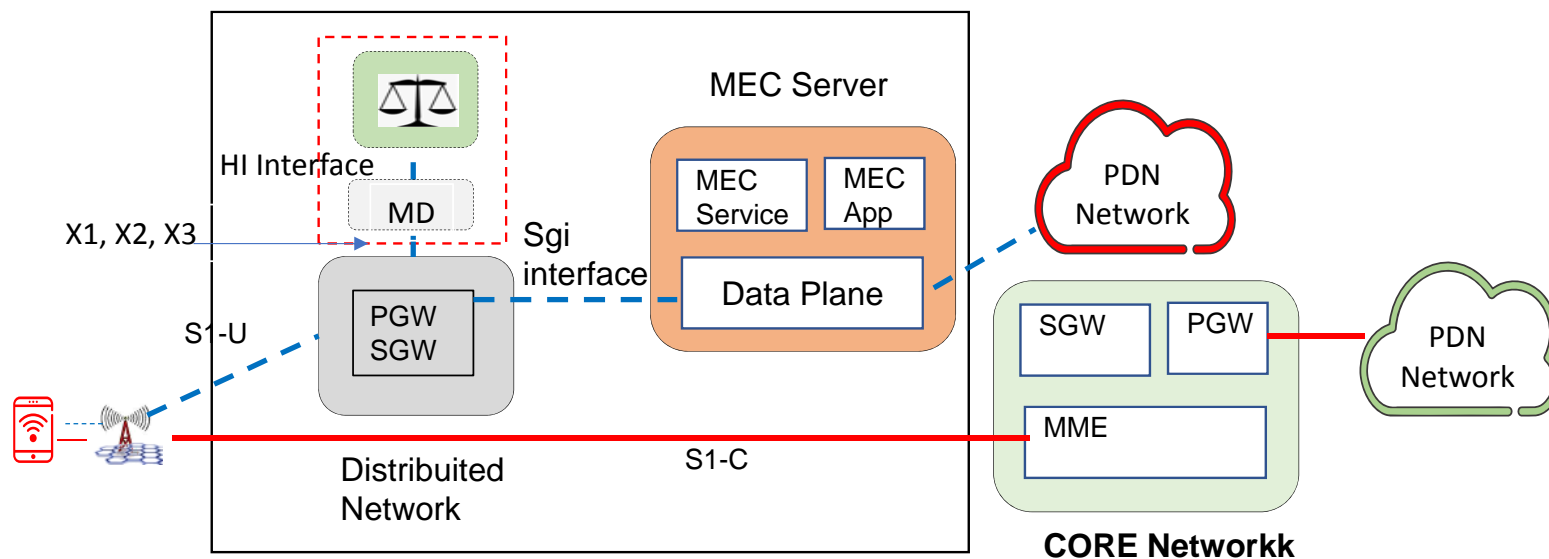 MEC Server
HI Interface
MD
X1, X2, X3
Sgi
interface
MEC
Service
MEC
App
Data Plane
PDN
Network
PGW
SGW
S1-U
SGW
PGW
MME
PDN
Network
S1-C
Distribuited
Network
CORE Networkk